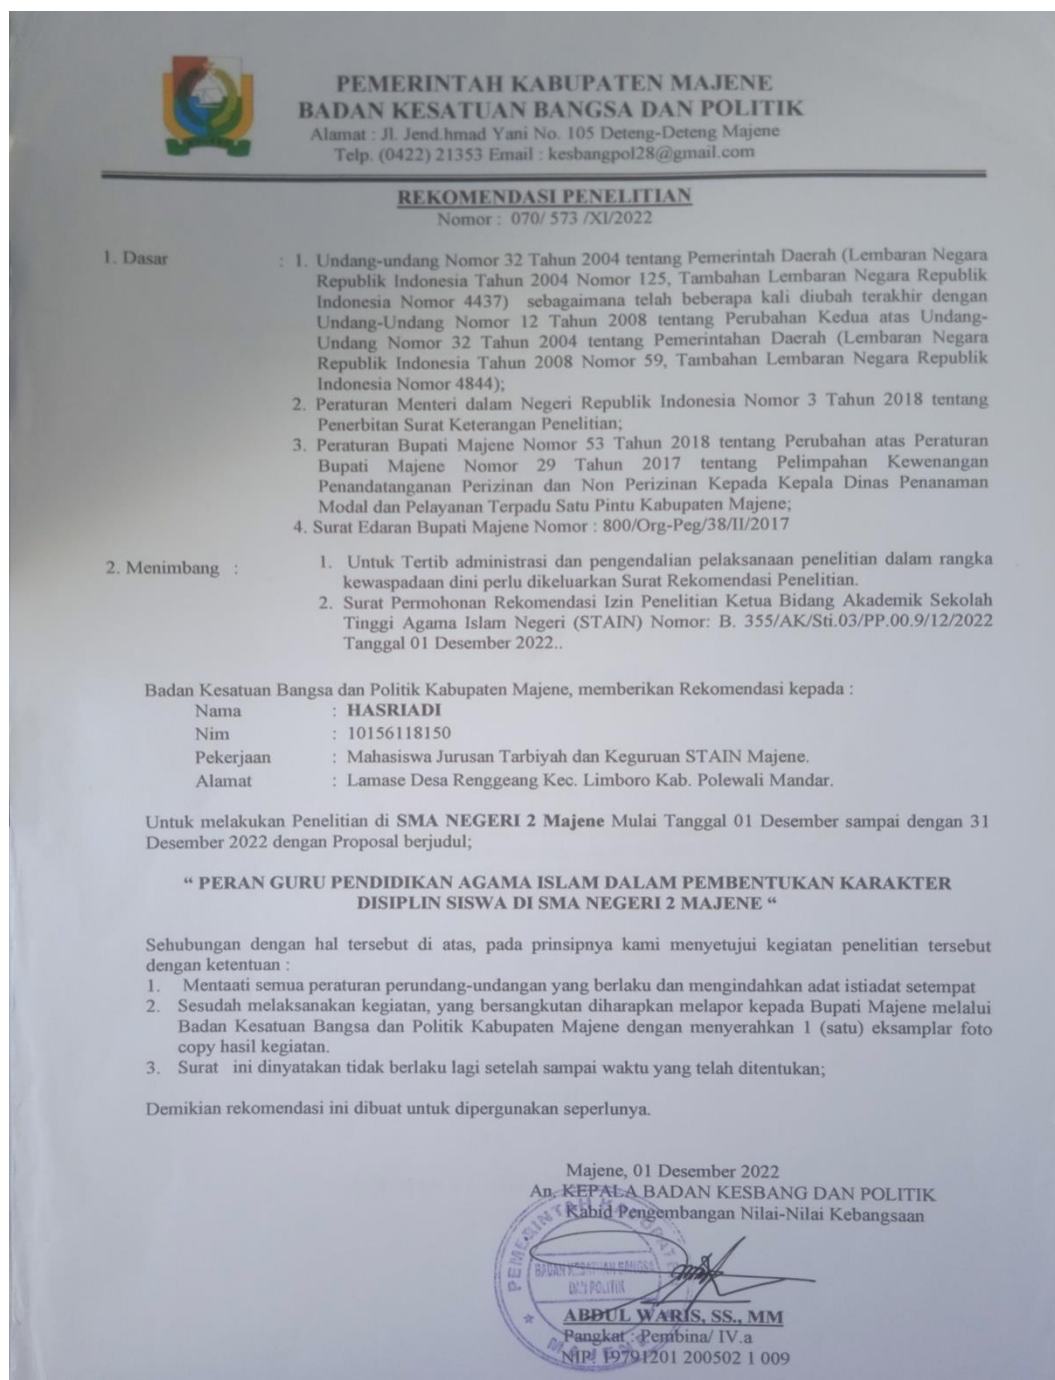 PEMERINTAH KABUPATEN MAJENE
BADAN KESATUAN BANGSA DAN POLITIK
Alamat : Jl. Jend.hmad Yani No. 105 Deteng-Deteng Majene
Telp. (0422) 21353 Email : kesbangpol28@gmail.com
REKOMENDASI PENELITIAN
Nomor : 070/ 573 /XI/2022
1. Dasar : 1. Undang-undang Nomor 32 Tahun 2004 tentang Pemerintah Daerah (Lembaran Negara
Republik Indonesia Tahun 2004 Nomor 125, Tambahan Lembaran Negara Republik
Indonesia Nomor 4437) sebagaimana telah beberapa kali diubah terakhir dengan
Undang-Undang Nomor 12 Tahun 2008 tentang Perubahan Kedua atas Undang-
Undang Nomor 32 Tahun 2004 tentang Pemerintahan Daerah (Lembaran Negara
Republik Indonesia Tahun 2008 Nomor 59, Tambahan Lembaran Negara Republik
Indonesia Nomor 4844);
2. Peraturan Menteri dalam Negeri Republik Indonesia Nomor 3 Tahun 2018 tentang
Penerbitan Surat Keterangan Penelitian;
3. Peraturan Bupati Majene Nomor 53 Tahun 2018 tentang Perubahan atas Peraturan
Bupati Majene Nomor 29 Tahun 2017 tentang Pelimpahan Kewenangan
Penandatanganan Perizinan dan Non Perizinan Kepada Kepala Dinas Penanaman
Modal dan Pelayanan Terpadu Satu Pintu Kabupaten Majene;
4. Surat Edaran Bupati Majene Nomor : 800/Org-Peg/38/II/2017
2. Menimbang : 1. Untuk Tertib administrasi dan pengendalian pelaksanaan penelitian dalam rangka
kewaspadaan dini perlu dikeluarkan Surat Rekomendasi Penelitian.
2. Surat Permohonan Rekomendasi Izin Penelitian Ketua Bidang Akademik Sekolah
Tinggi Agama Islam Negeri (STAIN) Nomor: B. 355/AK/Sti.03/PP.00.9/12/2022
Tanggal 01 Desember 2022..
Badan Kesatuan Bangsa dan Politik Kabupaten Majene, memberikan Rekomendasi kepada :
Nama : HASRIADI
Nim : 10156118150
Pekerjaan : Mahasiswa Jurusan Tarbiyah dan Keguruan STAIN Majene.
Alamat : Lamase Desa Renggeang Kec. Limboro Kab. Polewali Mandar.
Untuk melakukan Penelitian di SMA NEGERI 2 Majene Mulai Tanggal 01 Desember sampai dengan 31
Desember 2022 dengan Proposal berjudul;
“ PERAN GURU PENDIDIKAN AGAMA ISLAM DALAM PEMBENTUKAN KARAKTER
DISIPLIN SISWA DI SMA NEGERI 2 MAJENE “
Sehubungan dengan hal tersebut di atas, pada prinsipnya kami menyetujui kegiatan penelitian tersebut
dengan ketentuan :
1. Mentaati semua peraturan perundang-undangan yang berlaku dan mengindahkan adat istiadat setempat
2. Sesudah melaksanakan kegiatan, yang bersangkutan diharapkan melapor kepada Bupati Majene melalui
Badan Kesatuan Bangsa dan Politik Kabupaten Majene dengan menyerahkan 1 (satu) eksamplar foto
copy hasil kegiatan.
3. Surat ini dinyatakan tidak berlaku lagi setelah sampai waktu yang telah ditentukan;
Demikian rekomendasi ini dibuat untuk dipergunakan seperlunya.
Majene, 01 Desember 2022
An. KEPALA BADAN KESBANG DAN POLITIK
Kabid Pengembangan Nilai-Nilai Kebangsaan
BADAN KESATUAN BANGSA
DAN POLITIK
ABDUL WARIS, SS., MM
Pangkat : Pembina/ IV.a
NIP. 19791201 200502 1 009